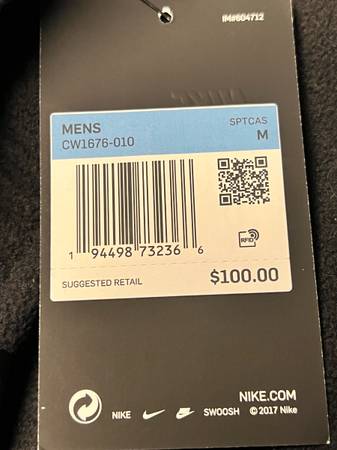 IM#604712
MENS
SPTCAS
CW1676-010
M
1 94498 73236 6
RFID
SUGGESTED RETAIL
$100.00
NIKE.COM
NIKE
SWOOSH
© 2017 Nike